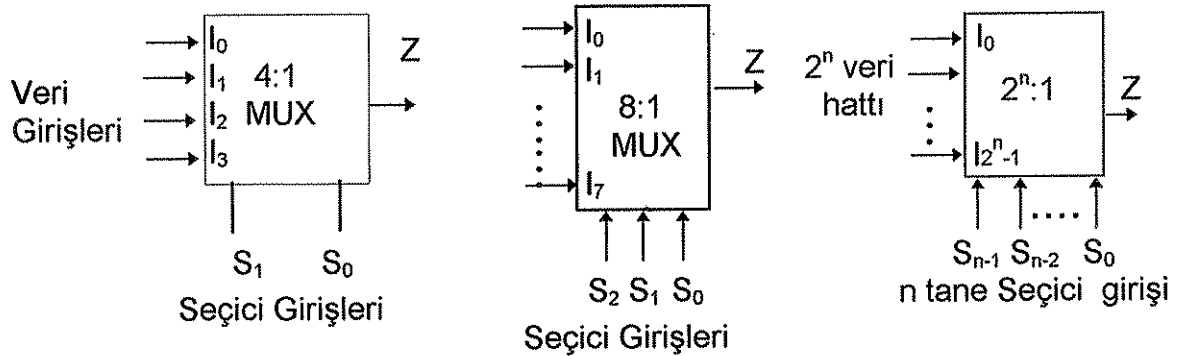 Veri
Girişleri
I₀
I₁
I₂
I₃
4:1
MUX
Z
S₁ S₀
Seçici Girişleri
I₀
I₁
I₇
8:1
MUX
Z
S₂ S₁ S₀
Seçici Girişleri
2ⁿ veri
hattı
I₀
2ⁿ:1
I₂ⁿ₋₁
Z
Sₙ₋₁ Sₙ₋₂ S₀
n tane Seçici girişi